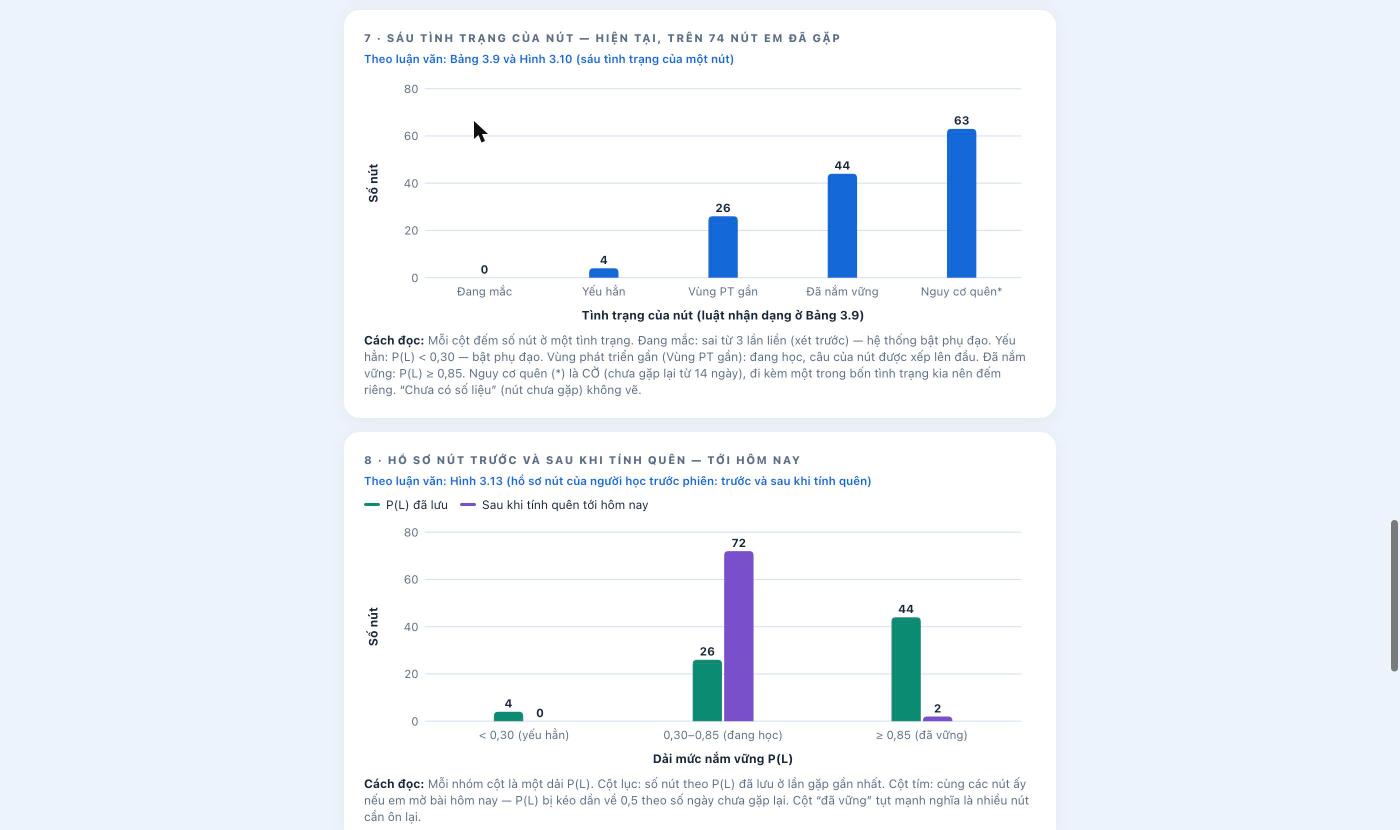 7 · SÁU TÌNH TRẠNG CỦA NÚT — HIỆN TẠI, TRÊN 74 NÚT EM ĐÃ GẶP
Theo luận văn: Bảng 3.9 và Hình 3.10 (sáu tình trạng của một nút)
80
60
40
20
0
Số nút
0
4
26
44
63
Đang mắc
Yếu hẳn
Vùng PT gần
Đã nắm vững
Nguy cơ quên*
Tình trạng của nút (luật nhận dạng ở Bảng 3.9)
Cách đọc: Mỗi cột đếm số nút ở một tình trạng. Đang mắc: sai từ 3 lần liền (xét trước) — hệ thống bật phụ đạo. Yếu
hẳn: P(L) < 0,30 — bật phụ đạo. Vùng phát triển gần (Vùng PT gần): đang học, câu của nút được xếp lên đầu. Đã nắm
vững: P(L) ≥ 0,85. Nguy cơ quên (*) là CỜ (chưa gặp lại từ 14 ngày), đi kèm một trong bốn tình trạng kia nên đếm
riêng. “Chưa có số liệu” (nút chưa gặp) không vẽ.
8 · HỒ SƠ NÚT TRƯỚC VÀ SAU KHI TÍNH QUÊN — TỚI HÔM NAY
Theo luận văn: Hình 3.13 (hồ sơ nút của người học trước phiên: trước và sau khi tính quên)
P(L) đã lưu
Sau khi tính quên tới hôm nay
80
60
40
20
0
Số nút
4
0
26
72
44
2
< 0,30 (yếu hẳn)
0,30–0,85 (đang học)
≥ 0,85 (đã vững)
Dải mức nắm vững P(L)
Cách đọc: Mỗi nhóm cột là một dải P(L). Cột lục: số nút theo P(L) đã lưu ở lần gặp gần nhất. Cột tím: cùng các nút ấy
nếu em mở bài hôm nay — P(L) bị kéo dần về 0,5 theo số ngày chưa gặp lại. Cột “đã vững” tụt mạnh nghĩa là nhiều nút
cần ôn lại.